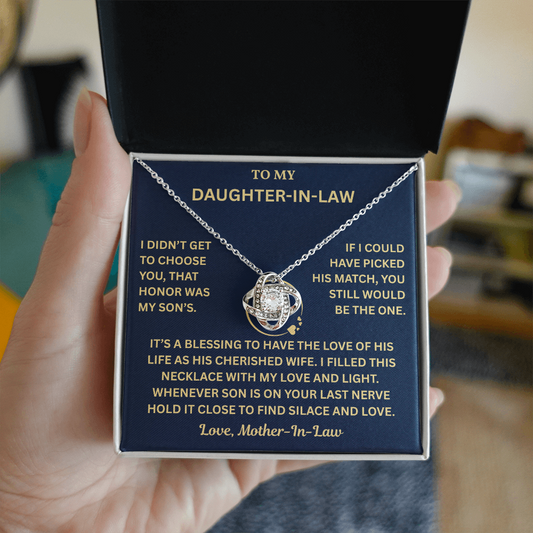 TO MY
DAUGHTER-IN-LAW
I DIDN'T GET
TO CHOOSE
YOU, THAT
HONOR WAS
MY SON'S.
IF I COULD
HAVE PICKED
HIS MATCH, YOU
STILL WOULD
BE THE ONE.
IT'S A BLESSING TO HAVE THE LOVE OF HIS
LIFE AS HIS CHERISHED WIFE. I FILLED THIS
NECKLACE WITH MY LOVE AND LIGHT.
WHENEVER SON IS ON YOUR LAST NERVE
HOLD IT CLOSE TO FIND SILACE AND LOVE.
Love, Mother-In-Law